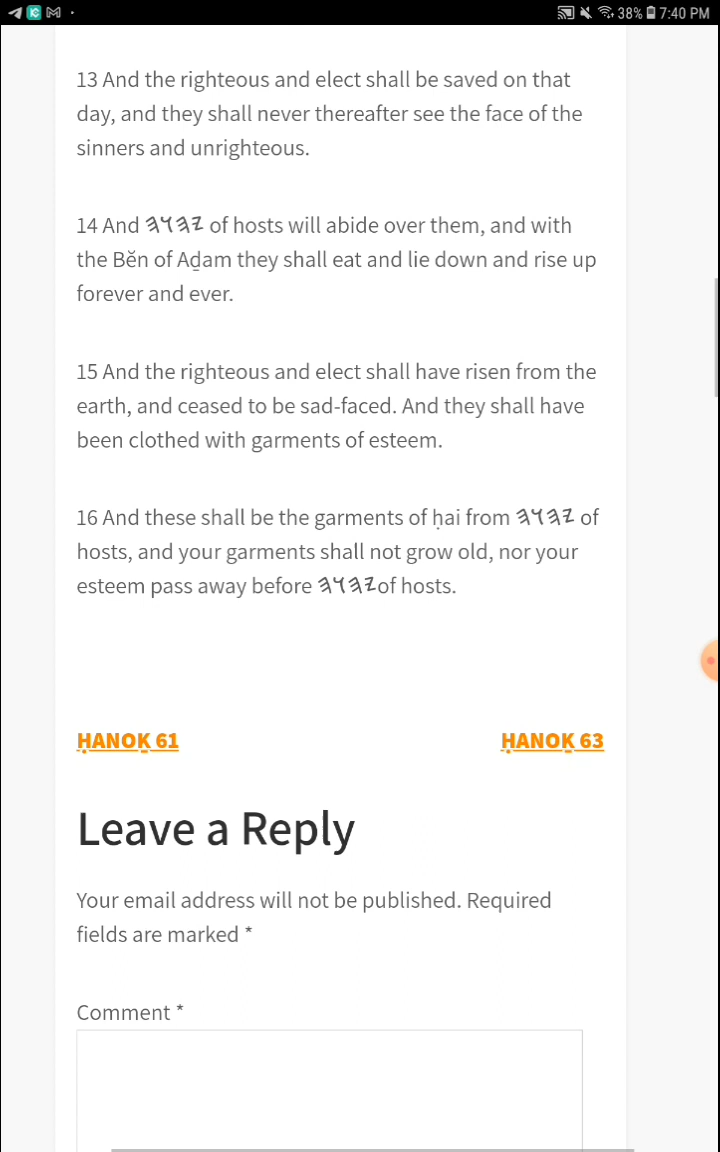 38% 7:40 PM
13 And the righteous and elect shall be saved on that
day, and they shall never thereafter see the face of the
sinners and unrighteous.
14 And 𐤉𐤄𐤅𐤄 of hosts will abide over them, and with
the Bĕn of Aḏam they shall eat and lie down and rise up
forever and ever.
15 And the righteous and elect shall have risen from the
earth, and ceased to be sad-faced. And they shall have
been clothed with garments of esteem.
16 And these shall be the garments of ḥai from 𐤉𐤄𐤅𐤄 of
hosts, and your garments shall not grow old, nor your
esteem pass away before 𐤉𐤄𐤅𐤄of hosts.
ḤANOḴ 61 ḤANOḴ 63
Leave a Reply
Your email address will not be published. Required
fields are marked *
Comment *